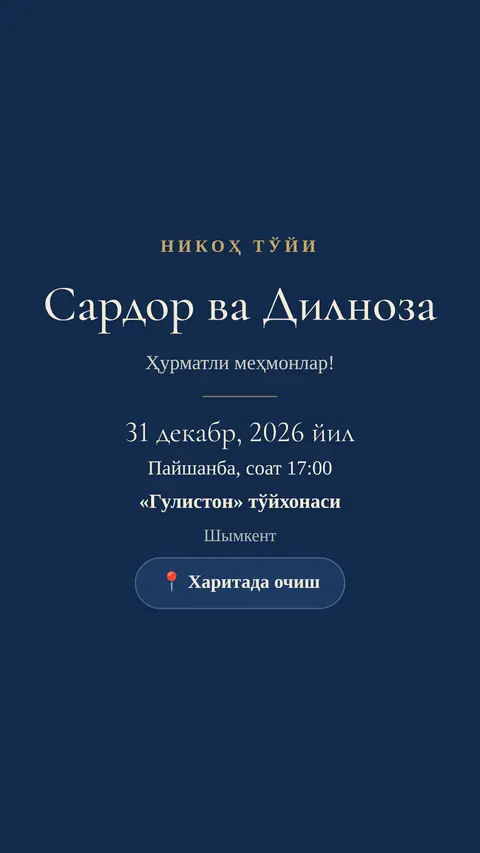 НИКОҲ ТЎЙИ
Сардор ва Дилноза
Ҳурматли меҳмонлар!
31 декабр, 2026 йил
Пайшанба, соат 17:00
«Гулистон» тўйхонаси
Шымкент
📍 Харитада очиш